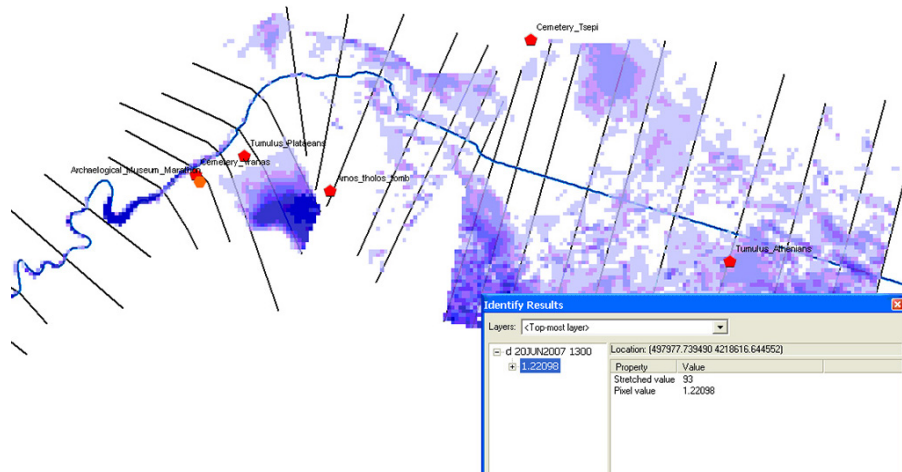 Cemetery_Tsepi
Tumulus_Plataeans
Archaelogical_Museum_Marathon
Cemetery_Vranas
Arnos_tholos_tomb
Tumulus_Athenians
Identify Results
Layers: <Top-most layer>
d 20JUN2007 1300
1.22098
Location: (497977.739490 4218616.644552)
Property Value
Stretched value 93
Pixel value 1.22098